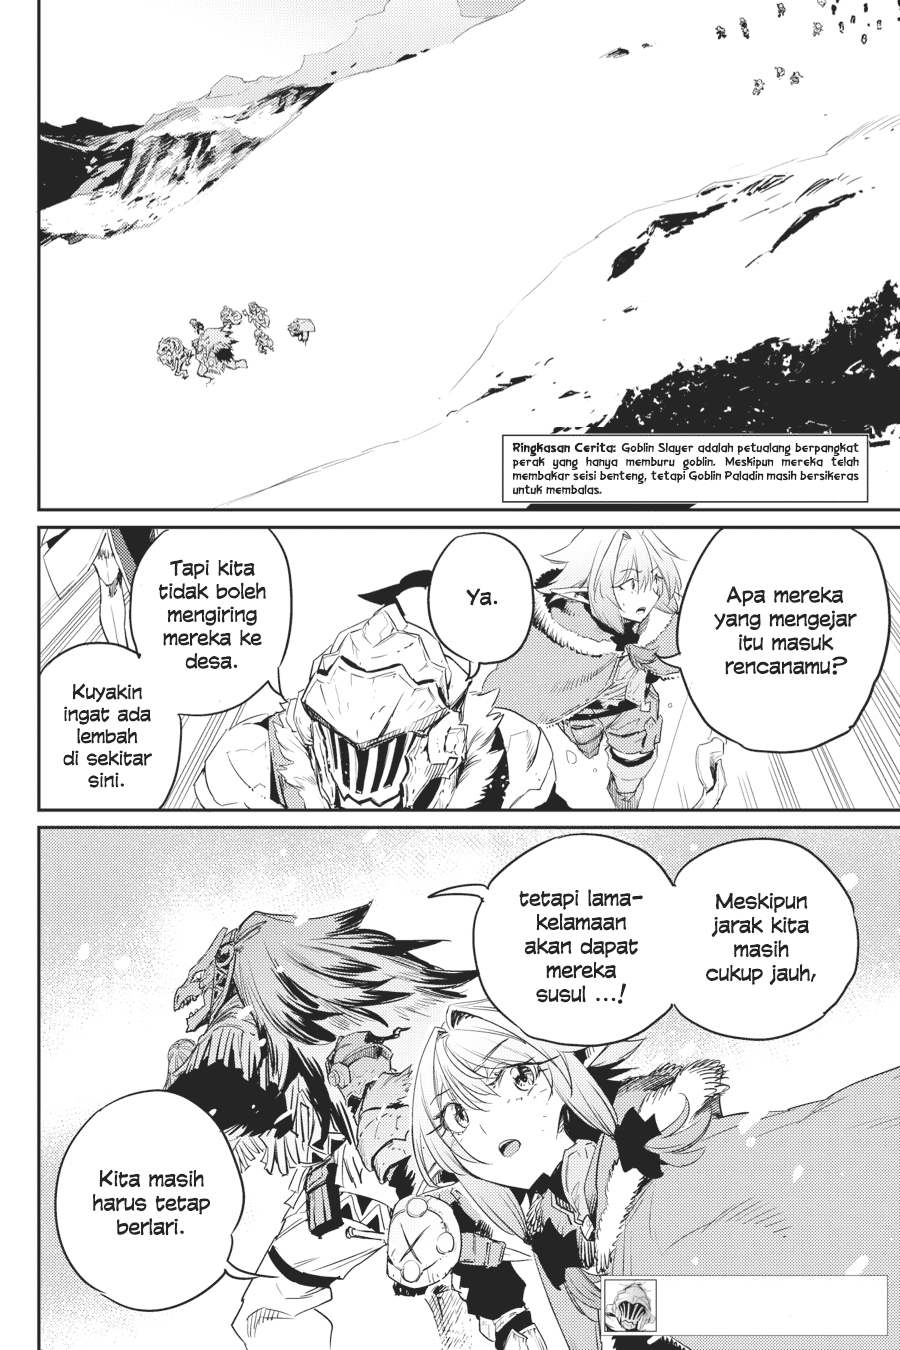 Ringkasan Cerita: Goblin Slayer adalah petualang berpangkat
perak yang hanya memburu goblin. Meskipun mereka telah
membakar seisi benteng, tetapi Goblin Paladin masih bersikeras
untuk membalas.
Apa mereka
yang mengejar
itu masuk
rencanamu?
Ya.
Tapi kita
tidak boleh
mengiring
mereka ke
desa.
Kuyakin
ingat ada
lembah
di sekitar
sini.
Meskipun
jarak kita
masih
cukup jauh,
tetapi lama-
kelamaan
akan dapat
mereka
susul ...!
Kita masih
harus tetap
berlari.